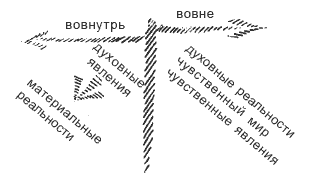 вовнутрь
вовне
духовные
явления
материальные
реальности
духовные реальности
чувственный мир
чувственные явления